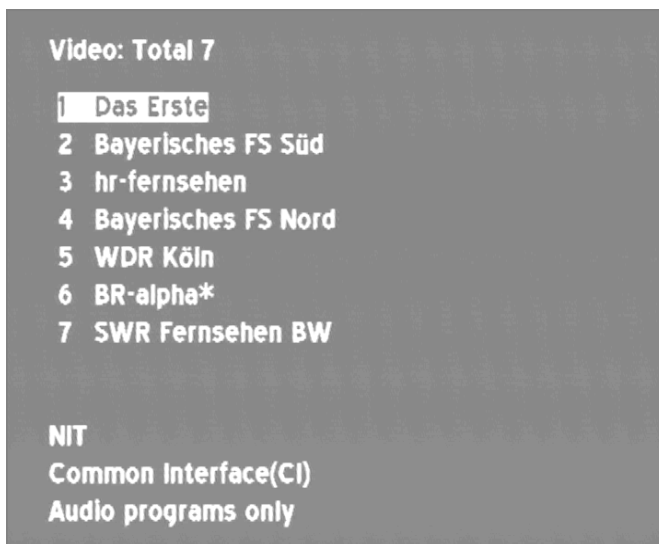 Video: Total 7
1 Das Erste
2 Bayerisches FS Süd
3 hr-fernsehen
4 Bayerisches FS Nord
5 WDR Köln
6 BR-alpha*
7 SWR Fernsehen BW
NIT
Common Interface(CI)
Audio programs only